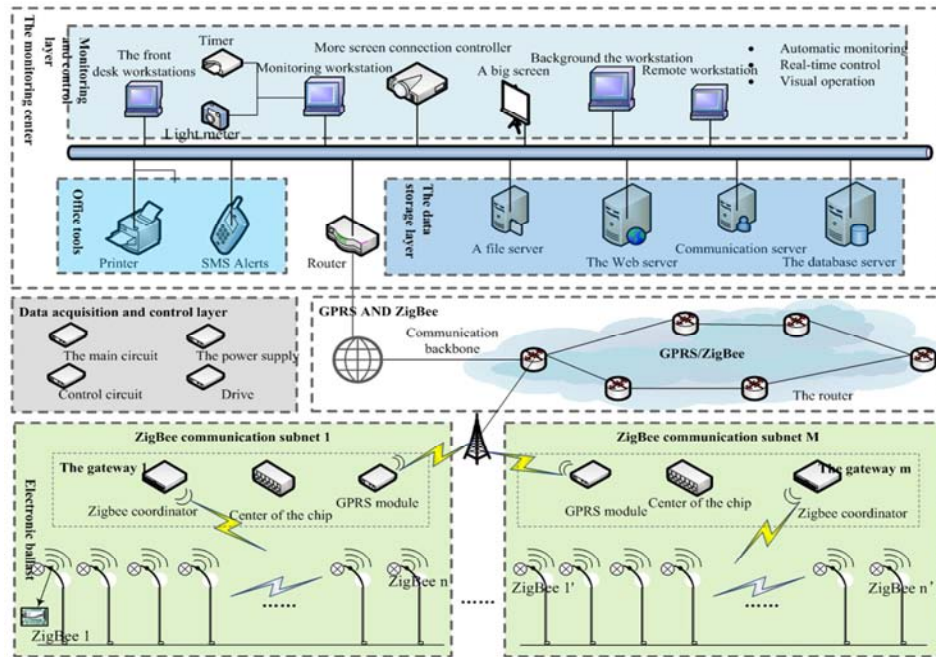 The monitoring center
layer
Monitoring
and control
The front
desk workstations
Timer
Light meter
Monitoring workstation
More screen connection controller
A big screen
Background the workstation
Remote workstation
• Automatic monitoring
• Real-time control
• Visual operation
Office tools
Printer
SMS Alerts
Router
The data
storage layer
A file server
The Web server
Communication server
The database server
Data acquisition and control layer
The main circuit
The power supply
Control circuit
Drive
GPRS AND ZigBee
Communication
backbone
GPRS/ZigBee
The router
ZigBee communication subnet 1
The gateway 1
Zigbee coordinator
Center of the chip
GPRS module
Electronic ballast
ZigBee 1
ZigBee n
......
......
ZigBee communication subnet M
GPRS module
Center of the chip
The gateway m
Zigbee coordinator
ZigBee 1'
ZigBee n'
......